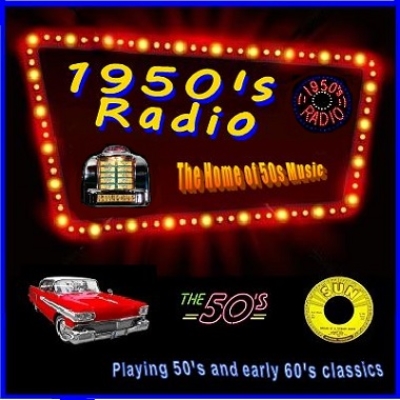 1950's
Radio
1950's
RADIO
The Home of 50s Music
THE
50'S
SUN
Playing 50's and early 60's classics